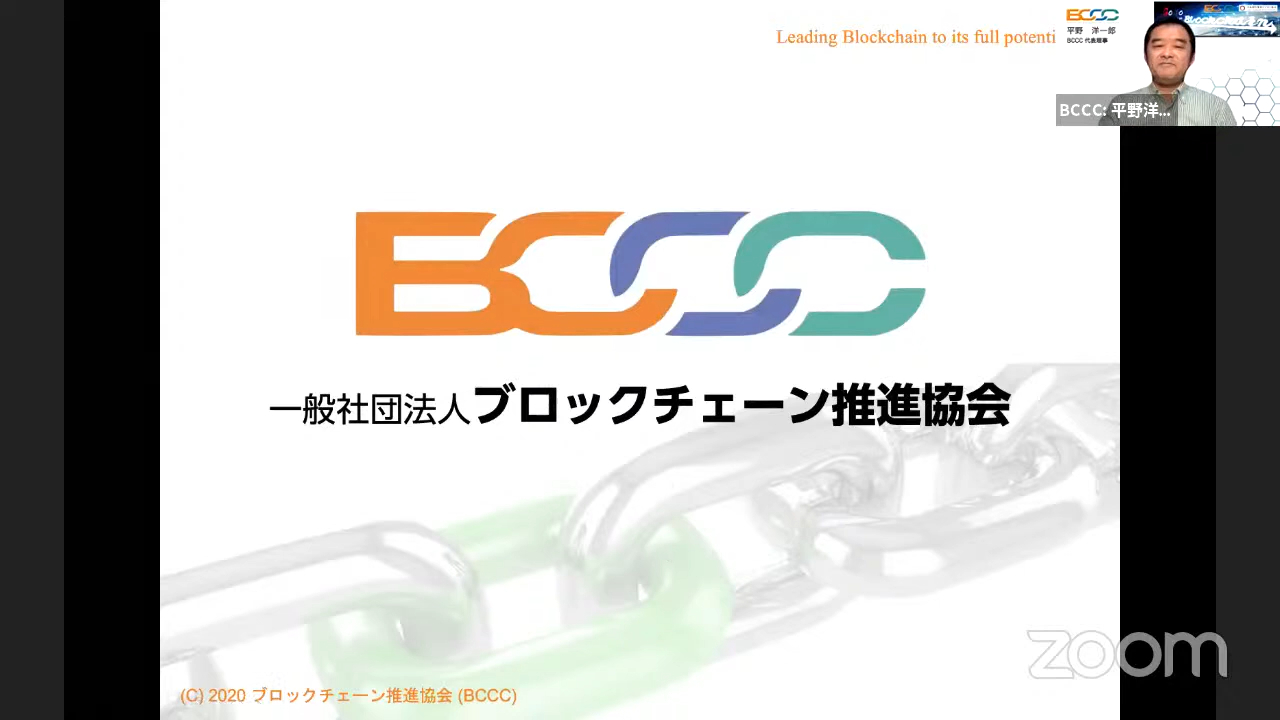 Leading Blockchain to its full potenti
BCCC
平野 洋一郎
BCCC 代表理事
BCCC: 平野洋...
BCCC
一般社団法人ブロックチェーン推進協会
zoom
(C) 2020 ブロックチェーン推進協会 (BCCC)